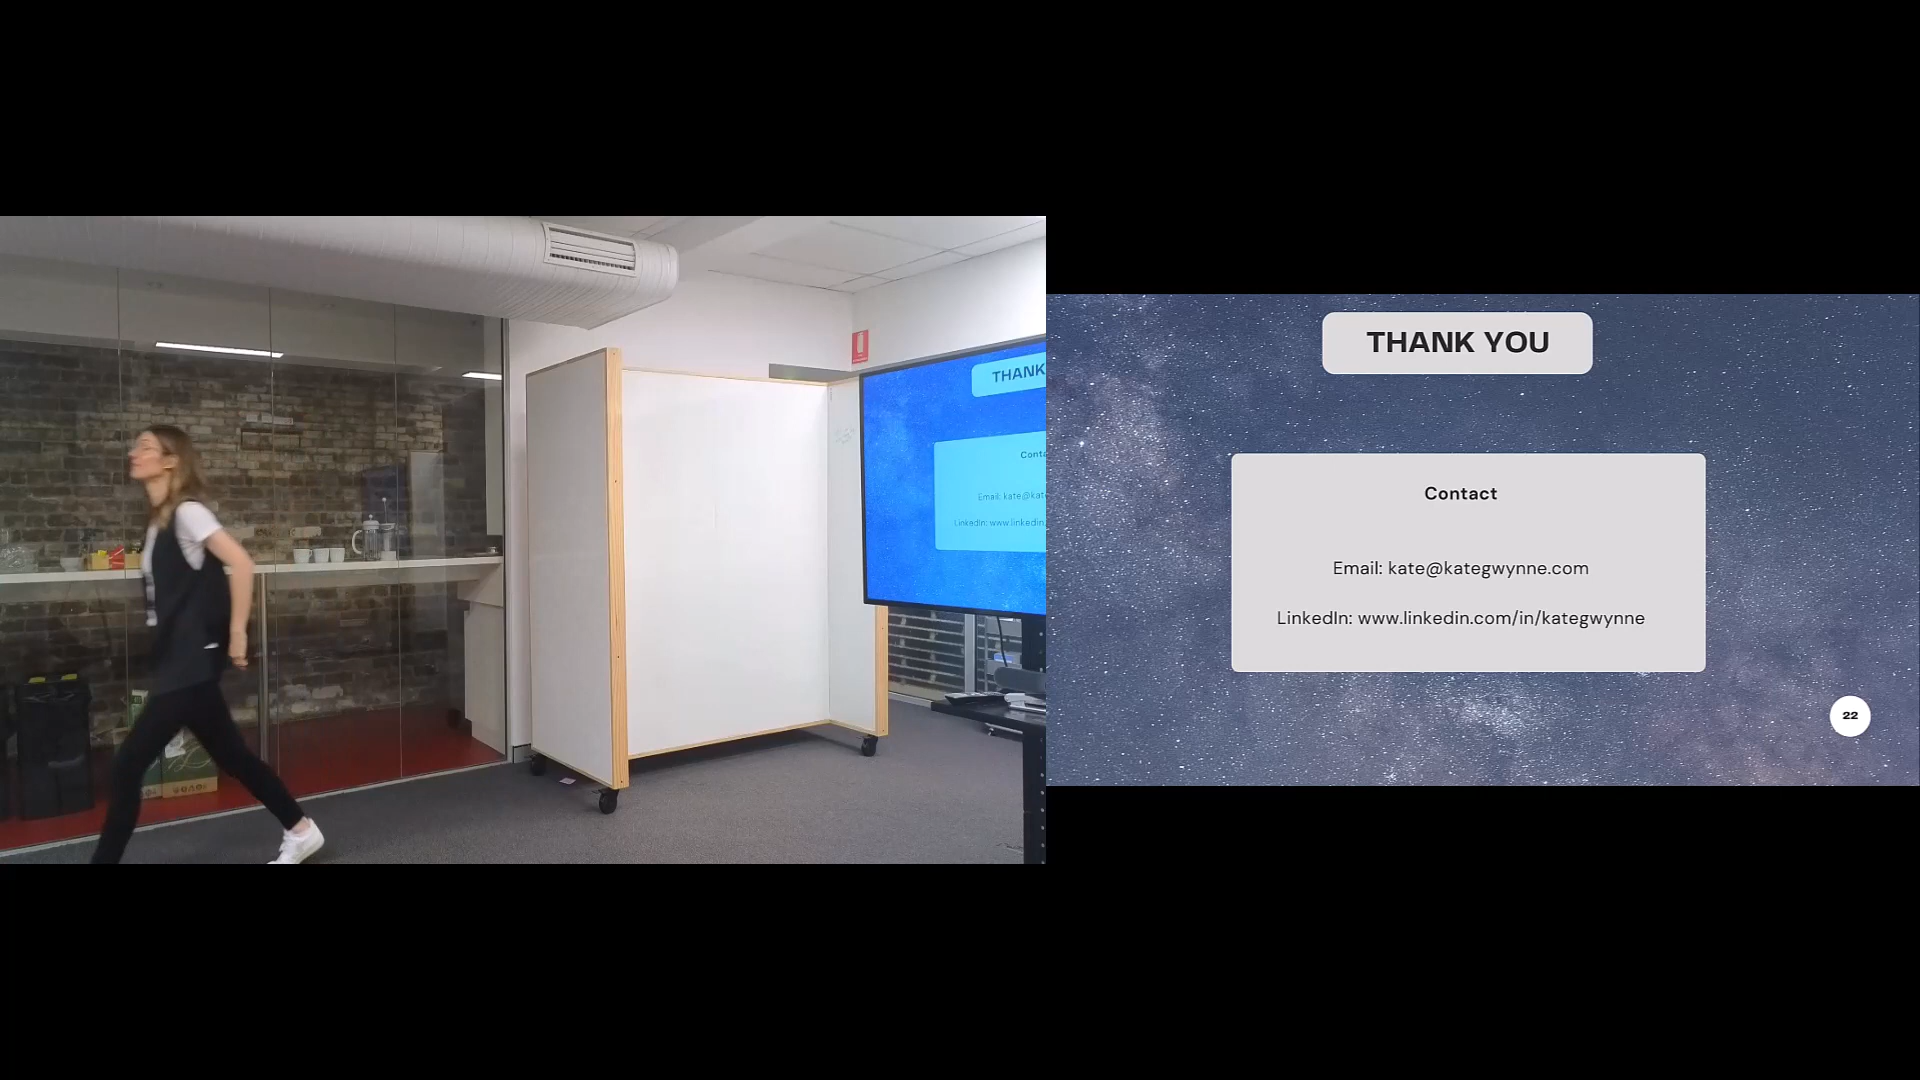 THANK
Conta
Email: kate@kat
LinkedIn: www.linkedin.
THANK YOU
Contact
Email: kate@kategwynne.com
LinkedIn: www.linkedin.com/in/kategwynne
22